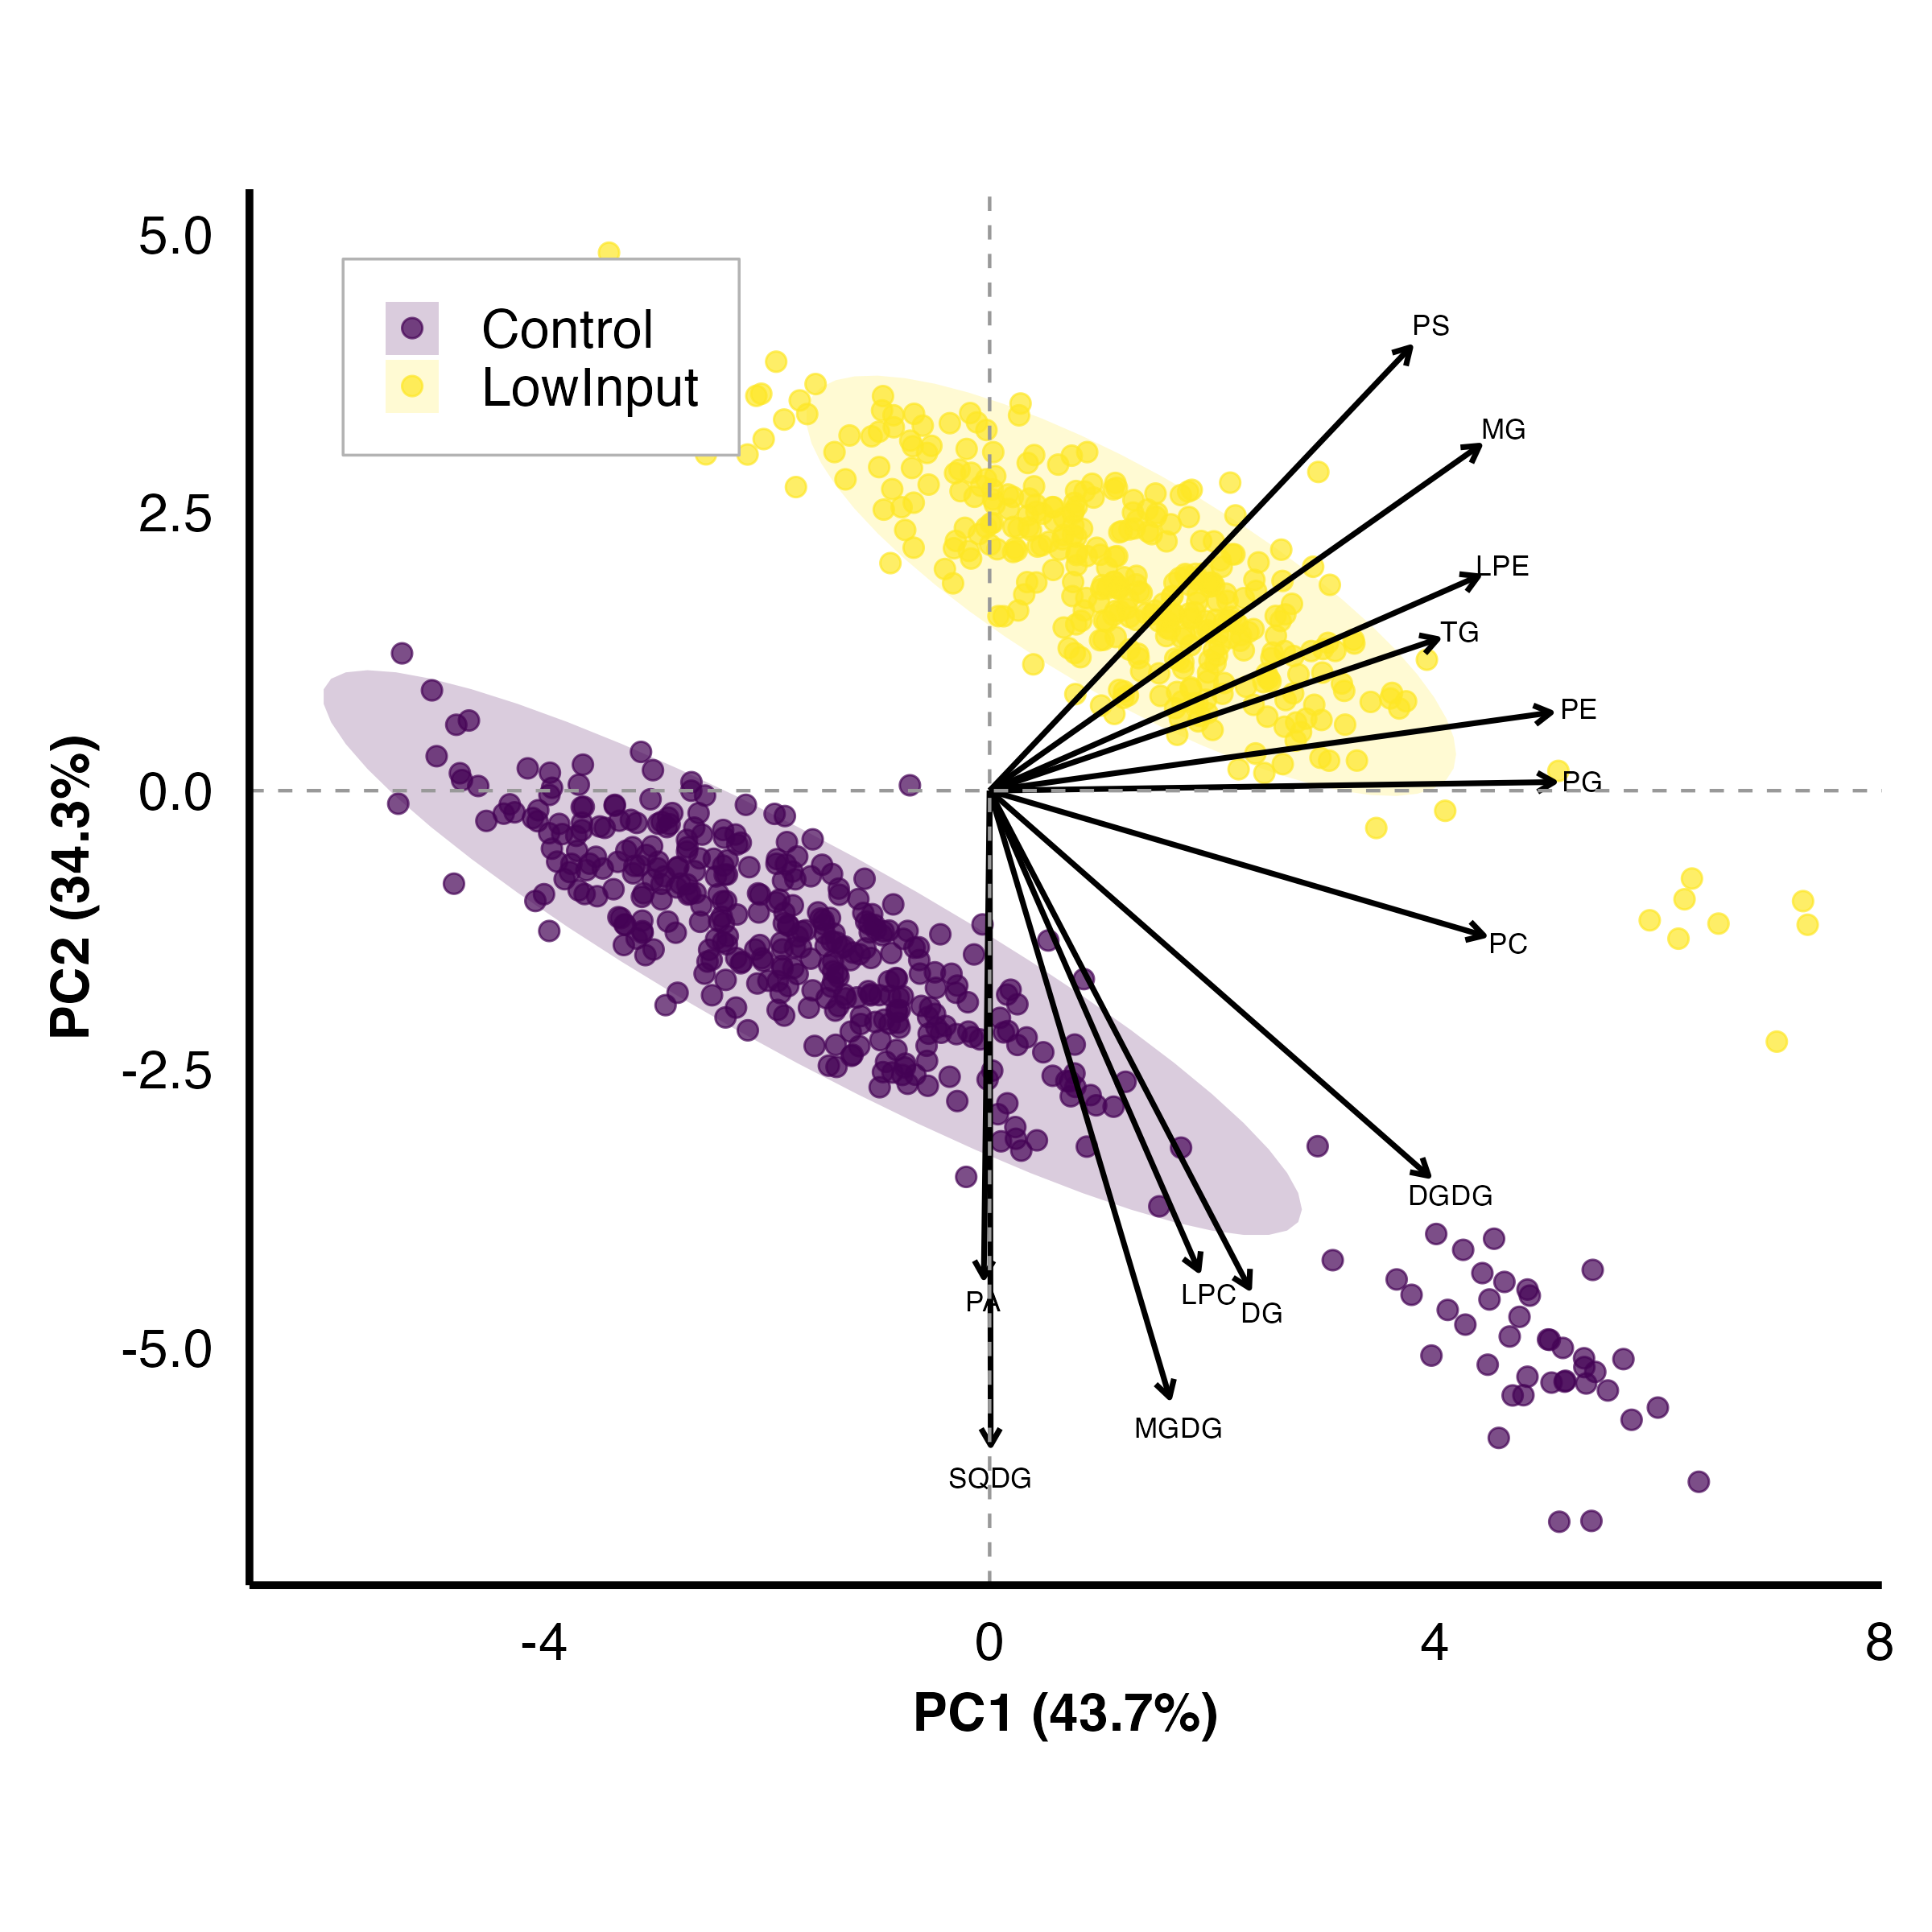 5.0
Control
LowInput
PS
MG
2.5
LPE
TG
PE
PG
0.0
PC
PC2 (34.3%)
-2.5
DGDG
LPC
PA
DG
-5.0
MGDG
SQDG
-4
0
4
8
PC1 (43.7%)